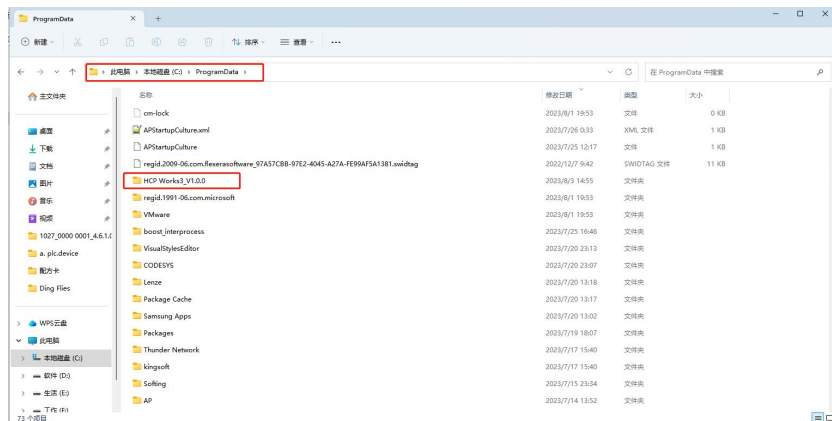 ProgramData
新建 排序 查看
此电脑 › 本地磁盘 (C:) › ProgramData › 在 ProgramData 中搜索
主文件夹
桌面
下载
文档
图片
音乐
视频
1027_0000 0001_4.6.1.0
a. plc.device
配方卡
Ding Flies
WPS云盘
此电脑
本地磁盘 (C:)
软件 (D:)
生活 (E:)
工作 (F:)
73 个项目
名称 修改日期 类型 大小
cm-lock 2023/8/1 19:53 文件 0 KB
APStartupCulture.xml 2023/7/26 0:33 XML 文件 1 KB
APStartupCulture 2023/7/25 12:17 文件 1 KB
regid.2009-06.com.flexerasoftware_97A57CBB-97E2-4045-A27A-FE99AF5A1381.swidtag 2022/12/7 9:42 SWIDTAG 文件 11 KB
HCP Works3_V1.0.0 2023/8/3 14:55 文件夹
regid.1991-06.com.microsoft 2023/8/1 19:53 文件夹
VMware 2023/8/1 19:53 文件夹
boost_interprocess 2023/7/25 16:46 文件夹
VisualStylesEditor 2023/7/20 23:13 文件夹
CODESYS 2023/7/20 23:07 文件夹
Lenze 2023/7/20 13:18 文件夹
Package Cache 2023/7/20 13:17 文件夹
Samsung Apps 2023/7/20 13:02 文件夹
Packages 2023/7/19 18:07 文件夹
Thunder Network 2023/7/17 15:40 文件夹
kingsoft 2023/7/17 15:40 文件夹
Softing 2023/7/15 23:34 文件夹
AP 2023/7/14 13:52 文件夹